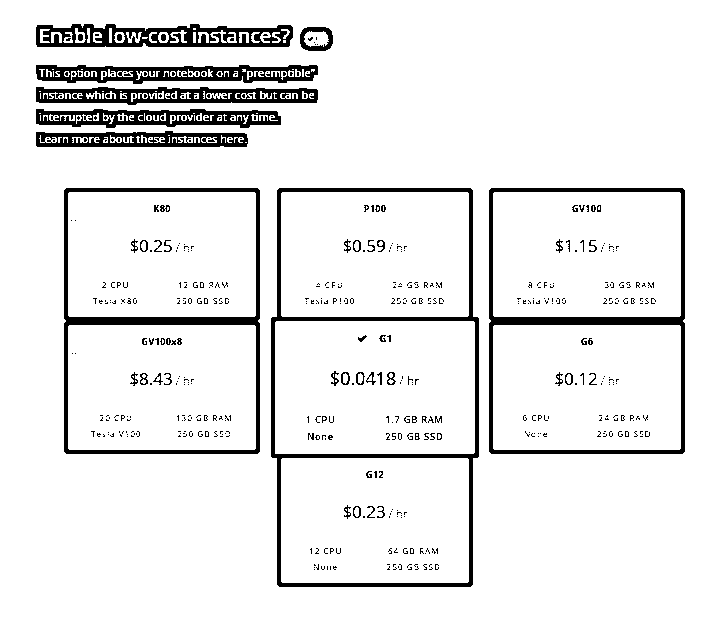 Enable low-cost instances?
This option places your notebook on a "preemptible"
instance which is provided at a lower cost but can be
interrupted by the cloud provider at any time.
Learn more about these instances here.
K80
$0.25 / hr
2 CPU 12 GB RAM
Tesla K80 250 GB SSD
P100
$0.59 / hr
4 CPU 24 GB RAM
Tesla P100 250 GB SSD
GV100
$1.15 / hr
8 CPU 30 GB RAM
Tesla V100 250 GB SSD
GV100x8
$8.43 / hr
20 CPU 130 GB RAM
Tesla V100 250 GB SSD
G1
$0.0418 / hr
1 CPU 1.7 GB RAM
None 250 GB SSD
G6
$0.12 / hr
6 CPU 24 GB RAM
None 250 GB SSD
G12
$0.23 / hr
12 CPU 64 GB RAM
None 250 GB SSD